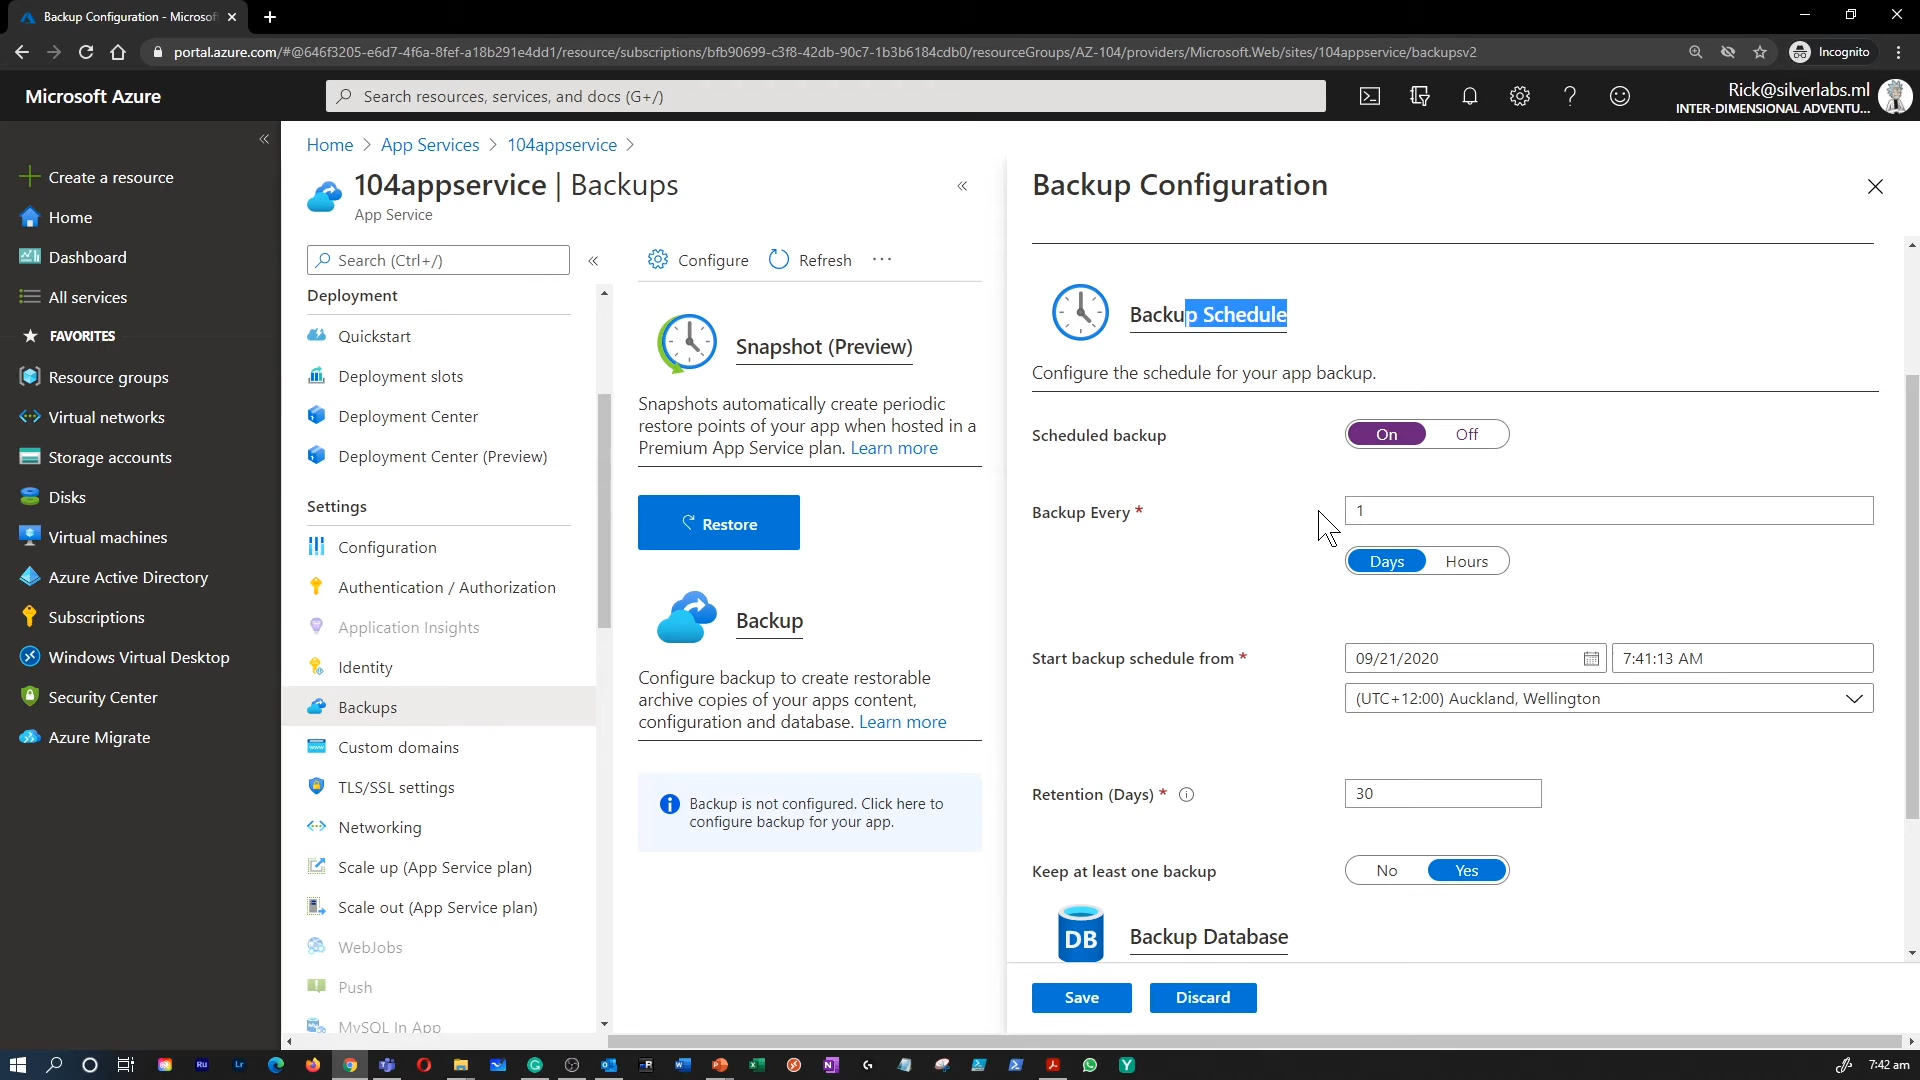 Backup Configuration - Microsof
portal.azure.com/#@646f3205-e6d7-4f6a-8fef-a18b291e4dd1/resource/subscriptions/bfb90699-c3f8-42db-90c7-1b3b6184cdb0/resourceGroups/AZ-104/providers/Microsoft.Web/sites/104appservice/backupsv2
Incognito
Microsoft Azure
Search resources, services, and docs (G+/)
Rick@silverlabs.ml
INTER-DIMENSIONAL ADVENTU...
Create a resource
Home
Dashboard
All services
FAVORITES
Resource groups
Virtual networks
Storage accounts
Disks
Virtual machines
Azure Active Directory
Subscriptions
Windows Virtual Desktop
Security Center
Azure Migrate
Home > App Services > 104appservice >
104appservice | Backups
App Service
Search (Ctrl+/)
Deployment
Quickstart
Deployment slots
Deployment Center
Deployment Center (Preview)
Settings
Configuration
Authentication / Authorization
Application Insights
Identity
Backups
Custom domains
TLS/SSL settings
Networking
Scale up (App Service plan)
Scale out (App Service plan)
WebJobs
Push
MySQL In App
Configure
Refresh
Snapshot (Preview)
Snapshots automatically create periodic
restore points of your app when hosted in a
Premium App Service plan. Learn more
Restore
Backup
Configure backup to create restorable
archive copies of your apps content,
configuration and database. Learn more
Backup is not configured. Click here to
configure backup for your app.
Backup Configuration
Backup Schedule
Configure the schedule for your app backup.
Scheduled backup
On Off
Backup Every *
1
Days Hours
Start backup schedule from *
09/21/2020
7:41:13 AM
(UTC+12:00) Auckland, Wellington
Retention (Days) *
30
Keep at least one backup
No Yes
DB
Backup Database
Save
Discard
Ru
Lr
7:42 am